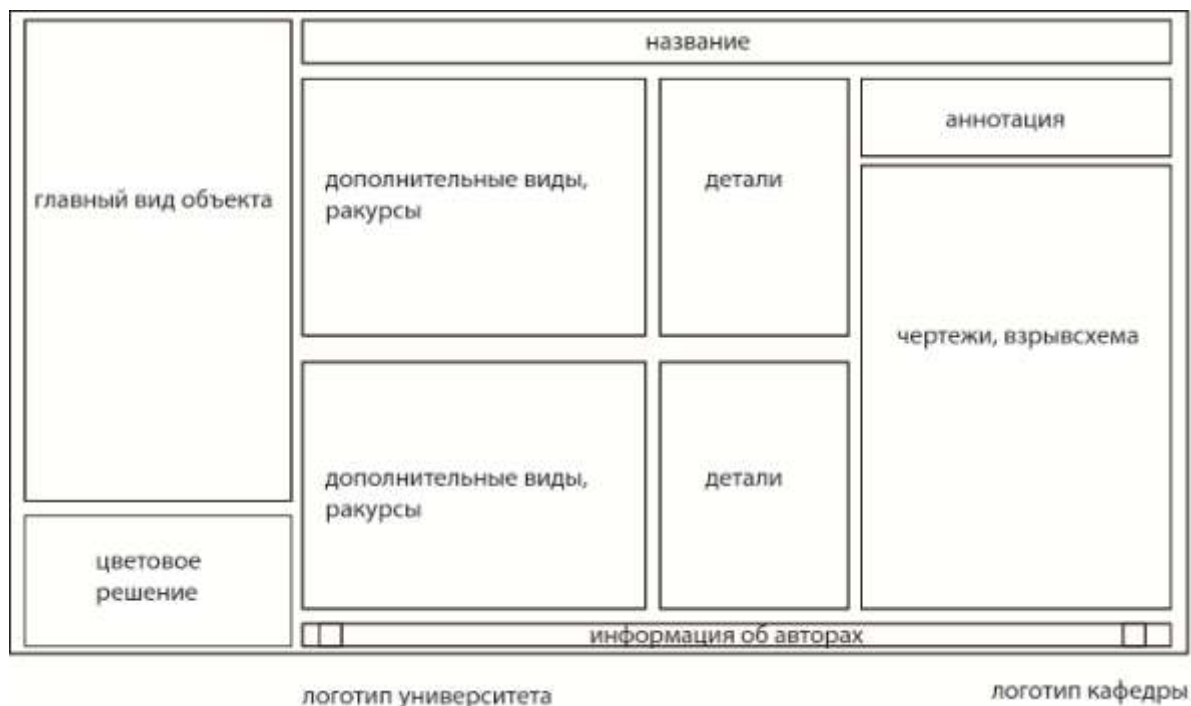 название
аннотация
главный вид объекта
дополнительные виды,
ракурсы
детали
чертежи, взрывсхема
дополнительные виды,
ракурсы
детали
цветовое
решение
информация об авторах
логотип университета
логотип кафедры